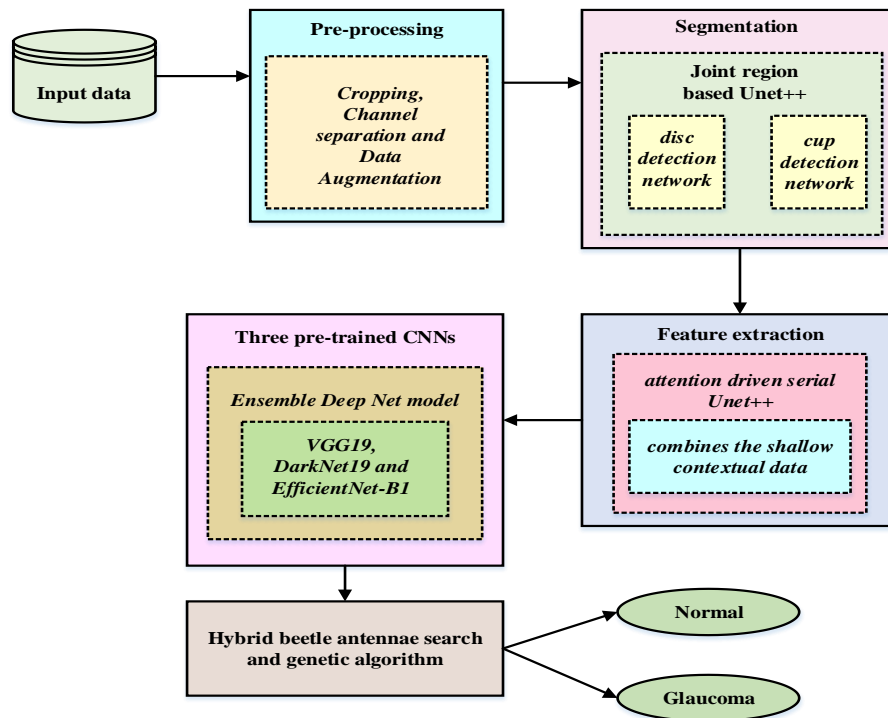 Input data
Pre-processing
Cropping,
Channel
separation and
Data
Augmentation
Segmentation
Joint region
based Unet++
disc
detection
network
cup
detection
network
Feature extraction
attention driven serial
Unet++
combines the shallow
contextual data
Three pre-trained CNNs
Ensemble Deep Net model
VGG19,
DarkNet19 and
EfficientNet-B1
Hybrid beetle antennae search
and genetic algorithm
Normal
Glaucoma